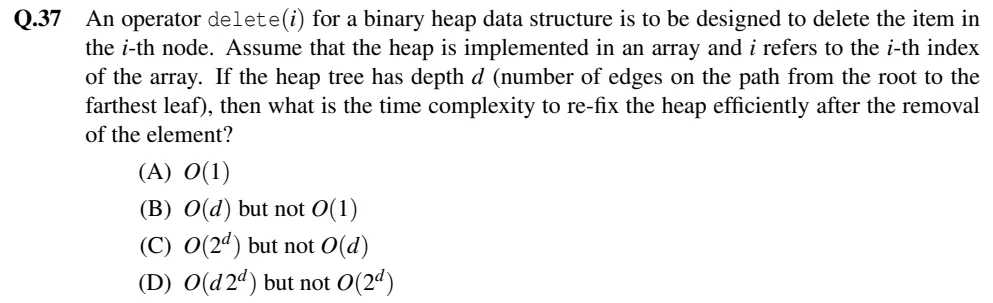 Q.37 An operator delete(i) for a binary heap data structure is to be designed to delete the item in
the i-th node. Assume that the heap is implemented in an array and i refers to the i-th index
of the array. If the heap tree has depth d (number of edges on the path from the root to the
farthest leaf), then what is the time complexity to re-fix the heap efficiently after the removal
of the element?
(A) O(1)
(B) O(d) but not O(1)
(C) O(2^d) but not O(d)
(D) O(d 2^d) but not O(2^d)